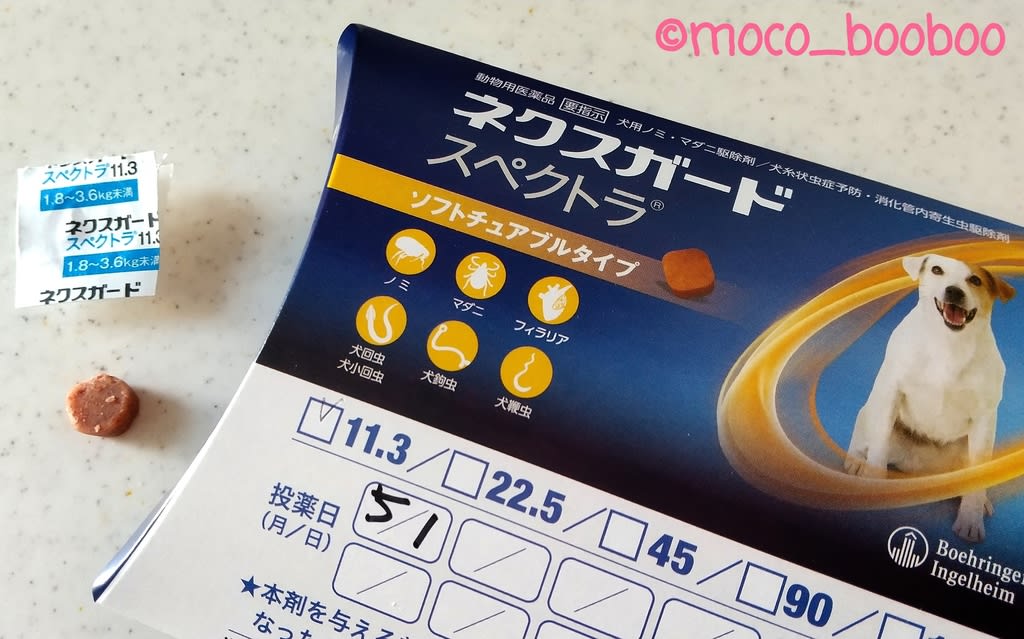 ©moco_booboo
動物用医薬品 要指示 犬用ノミ・マダニ駆除剤/犬糸状虫症予防・消化管内寄生虫駆除剤
ネクスガード
スペクトラ®
ソフトチュアブルタイプ
ノミ
マダニ
フィラリア
犬回虫
犬小回虫
犬鉤虫
犬鞭虫
11.3/□22.5/□45/□90
投薬日
(月/日)
5/1
★本剤を与える
なっ
Boehringer
Ingelheim
スペクトラ11.3
1.8~3.6kg未満
ネクスガード
スペクトラ11.3
1.8~3.6kg未満
ネクスガード